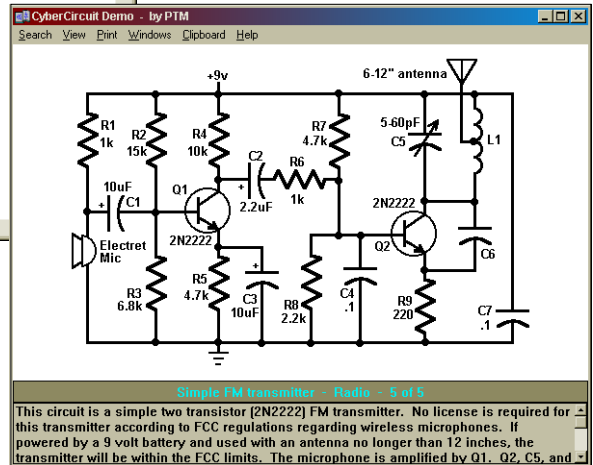 CyberCircuit Demo - by PTM
Search View Print Windows Clipboard Help
+9v
6-12" antenna
R1
1k
R2
15k
R4
10k
R7
4.7k
5-60pF
C5
L1
10uF
+
C1
Q1
2N2222
+
C2
2.2uF
R6
1k
2N2222
Q2
C6
Electret
Mic
R3
6.8k
R5
4.7k
+
C3
10uF
R8
2.2k
C4
.1
R9
220
C7
.1
Simple FM transmitter - Radio - 5 of 5
This circuit is a simple two transistor (2N2222) FM transmitter. No license is required for
this transmitter according to FCC regulations regarding wireless microphones. If
powered by a 9 volt battery and used with an antenna no longer than 12 inches, the
transmitter will be within the FCC limits. The microphone is amplified by Q1. Q2, C5, and